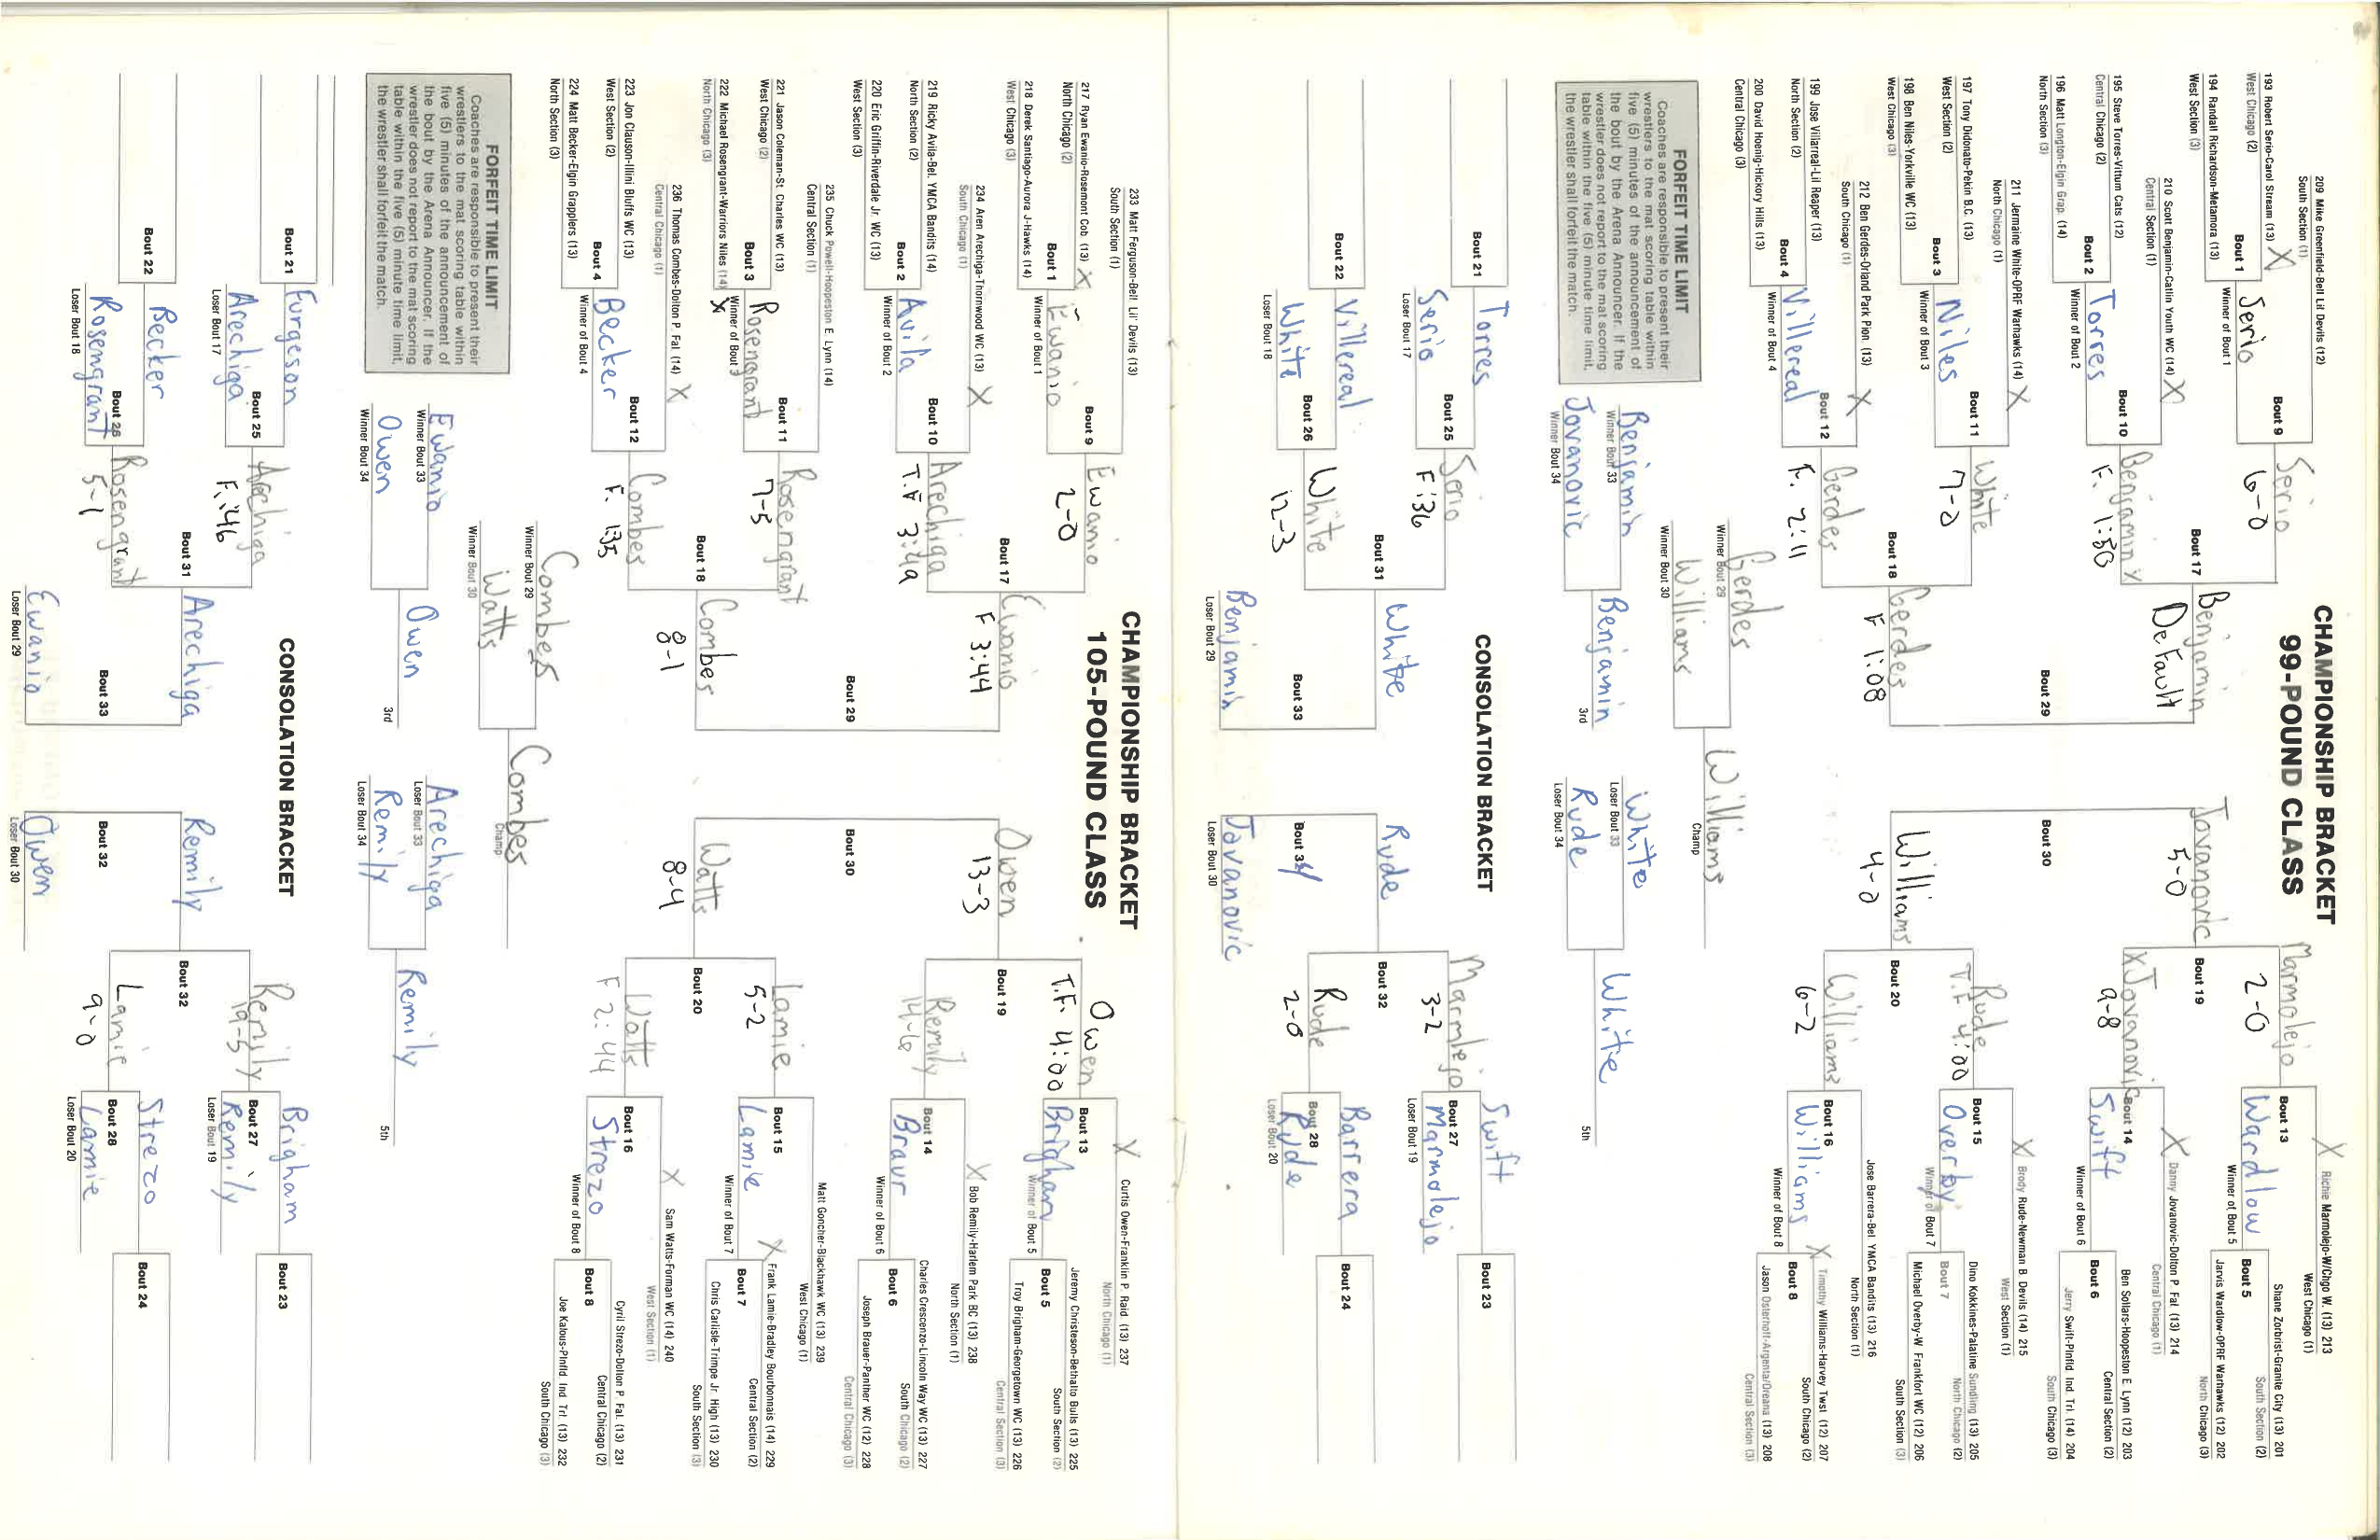 CHAMPIONSHIP BRACKET
99-POUND CLASS
209 Mike Greenfield-Bell Lil Devils (12)
South Section (1)
193 Robert Serio-Carol Stream (13) X
West Chicago (2)
Bout 1
Serio
Winner of Bout 1
194 Randall Richardson-Metamora (13)
West Section (3)
Bout 9
Serio
6-0
210 Scott Benjamin-Catlin Youth WC (14) X
Central Section (1)
195 Steve Torres-Vittum Cats (12)
Central Chicago (2)
Bout 2
Torres
Winner of Bout 2
196 Matt Longton-Elgin Grap. (14)
North Section (3)
Bout 10
Benjamin X
F. 1:50
Bout 17
Benjamin
Default
211 Jermaine White-OPRF Warhawks (14) X
North Chicago (1)
197 Tony Didonato-Pekin B.C. (13)
West Section (2)
Bout 3
Niles
Winner of Bout 3
198 Ben Niles-Yorkville WC (13)
West Chicago (3)
Bout 11
White
7-0
212 Ben Gerdes-Orland Park Pion. (13) X
South Chicago (1)
199 Jose Villarreal-Lil Reaper (13)
North Section (2)
Bout 4
Villereal
Winner of Bout 4
200 David Hoenig-Hickory Hills (13)
Central Chicago (3)
Bout 12
Gerdes
F. 2:11
Bout 18
Gerdes
F 1:08
Bout 29
X Richie Marmolejo-W/Chgo W. (13) 213
West Chicago (1)
Shane Zorbrist-Granite City (13) 201
South Section (2)
Bout 5
Wardlow
Winner of Bout 5
Jarvis Wardlow-OPRF Warhawks (12) 202
North Chicago (3)
Bout 13
Marmolejo
2-0
X Danny Jovanovic-Dolton P. Fal (13) 214
Central Chicago (1)
Ben Sollars-Hoopeston E Lynn (12) 203
Central Section (2)
Bout 6
Swift
Winner of Bout 6
Jerry Swift-Plnfld Ind. Trl. (14) 204
South Chicago (3)
Bout 14
X Jovanovic
9-8
Bout 19
Jovanovic
5-0
X Brody Rude-Newman B Devils (14) 215
West Section (1)
Dino Kokkines-Palatine Sundling (13) 205
North Chicago (2)
Bout 7
Overby
Winner of Bout 7
Michael Overby-W Frankfort WC (12) 206
South Section (3)
Bout 15
Rude
T.F 4:00
Jose Barrera-Bel YMCA Bandits (13) 216
North Section (1)
X Timothy Williams-Harvey Twst (12) 207
South Chicago (2)
Bout 8
Williams
Winner of Bout 8
Jason Osterhoft-Argenta/Oreana (13) 208
Central Section (3)
Bout 16
Williams
6-2
Bout 20
Williams
4-0
Bout 30
Gerdes
Winner Bout 29
Williams
Winner Bout 30
Williams
Champ
FORFEIT TIME LIMIT
Coaches are responsible to present their
wrestlers to the mat scoring table within
five (5) minutes of the announcement of
the bout by the Arena Announcer. If the
wrestler does not report to the mat scoring
table within the five (5) minute time limit,
the wrestler shall forfeit the match.
Benjamin
Winner Bout 33
Jovanovic
Winner Bout 34
Benjamin
3rd
White
Loser Bout 33
Rude
Loser Bout 34
White
5th
CONSOLATION BRACKET
Bout 21
Torres
Serio
Loser Bout 17
Bout 25
Serio
F :36
Bout 22
Villereal
White
Loser Bout 18
Bout 26
White
12-3
Bout 31
White
Benjamin
Loser Bout 29
Bout 33
Bout 23
Swift
Marmolejo
Loser Bout 19
Bout 27
Marmlejo
3-2
Bout 24
Barrera
Rude
Loser Bout 20
Bout 28
Rude
2-0
Bout 32
Rude
Jovanovic
Loser Bout 30
Bout 34
CHAMPIONSHIP BRACKET
105-POUND CLASS
233 Matt Ferguson-Bell Lil' Devils (13)
South Section (1)
217 Ryan Ewanio-Rosemont Cob. (13) X
North Chicago (2)
Bout 1
Ewanio
Winner of Bout 1
218 Derek Santiago-Aurora J-Hawks (14)
West Chicago (3)
Bout 9
Ewanio
2-0
234 Aren Arechiga-Thornwood WC (13) X
South Chicago (1)
219 Ricky Avila-Bel. YMCA Bandits (14)
North Section (2)
Bout 2
Avila
Winner of Bout 2
220 Eric Griffin-Riverdale Jr. WC (13)
West Section (3)
Bout 10
Arechiga
T.F 3:49
Bout 17
Ewanio
F 3:44
235 Chuck Powell-Hoopeston E Lynn (14)
Central Section (1)
221 Jason Coleman-St. Charles WC (13)
West Chicago (2)
Bout 3
Rosengrant
Winner of Bout 3
222 Michael Rosengrant-Warriors Niles (14) X
North Chicago (3)
Bout 11
Rosengrant
7-5
236 Thomas Combes-Dolton P. Fal (14) X
Central Chicago (1)
223 Jon Clauson-Illini Bluffs WC (13)
West Section (2)
Bout 4
Becker
Winner of Bout 4
224 Matt Becker-Elgin Grapplers (13)
North Section (3)
Bout 12
Combes
F. 1:35
Bout 18
Combes
8-1
Bout 29
X Curtis Owen-Franklin P. Raid. (13) 237
North Chicago (1)
Jeremy Christeson-Bethalto Bulls (13) 225
South Section (2)
Bout 5
Brigham
Winner of Bout 5
Troy Brigham-Georgetown WC (13) 226
Central Section (3)
Bout 13
Owen
T.F. 4:00
X Bob Remily-Harlem Park BC (13) 238
North Section (1)
Charles Crescenzo-Lincoln Way WC (13) 227
South Chicago (2)
Bout 6
Braur
Winner of Bout 6
Joseph Brauer-Panther WC (12) 228
Central Chicago (3)
Bout 14
Remily
14-6
Bout 19
Owen
13-3
Matt Goncher-Blackhawk WC (13) 239
West Chicago (1)
X Frank Lamie-Bradley Bourbonnais (14) 229
Central Section (2)
Bout 7
Lamie
Winner of Bout 7
Chris Carlisle-Trimpe Jr. High (13) 230
South Section (3)
Bout 15
Lamie
5-2
X Sam Watts-Forman WC (14) 240
West Section (1)
Cyril Strezo-Dolton P. Fal. (13) 231
Central Chicago (2)
Bout 8
Strezo
Winner of Bout 8
Joe Kalous-Plnfld Ind Trl (13) 232
South Chicago (3)
Bout 16
Watts
F 2:44
Bout 20
Watts
8-4
Bout 30
Combes
Winner Bout 29
Watts
Winner Bout 30
Combes
Champ
FORFEIT TIME LIMIT
Coaches are responsible to present their
wrestlers to the mat scoring table within
five (5) minutes of the announcement of
the bout by the Arena Announcer. If the
wrestler does not report to the mat scoring
table within the five (5) minute time limit,
the wrestler shall forfeit the match.
Ewanio
Winner Bout 33
Owen
Winner Bout 34
Owen
3rd
Arechiga
Loser Bout 33
Remily
Loser Bout 34
Remily
5th
CONSOLATION BRACKET
Bout 21
Furgeson
Arechiga
Loser Bout 17
Bout 25
Arechiga
F. :46
Bout 22
Becker
Rosengrant
Loser Bout 18
Bout 26
Rosengrant
5-1
Bout 31
Arechiga
Ewanio
Loser Bout 29
Bout 33
Bout 23
Brigham
Remily
Loser Bout 19
Bout 27
Remily
19-5
Bout 24
Strezo
Lamie
Loser Bout 20
Bout 28
Lamie
9-0
Bout 32
Remily
Owen
Loser Bout 30
Bout 32